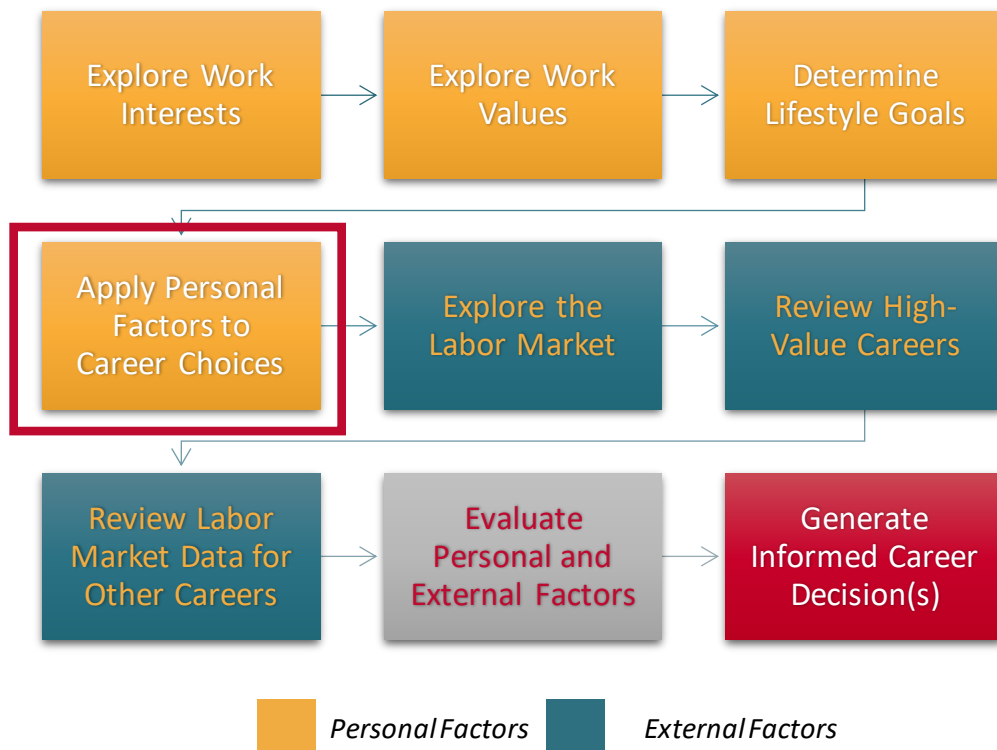 Explore Work
Interests
Explore Work
Values
Determine
Lifestyle Goals
Apply Personal
Factors to
Career Choices
Explore the
Labor Market
Review High-
Value Careers
Review Labor
Market Data for
Other Careers
Evaluate
Personal and
External Factors
Generate
Informed Career
Decision(s)
Personal Factors
External Factors